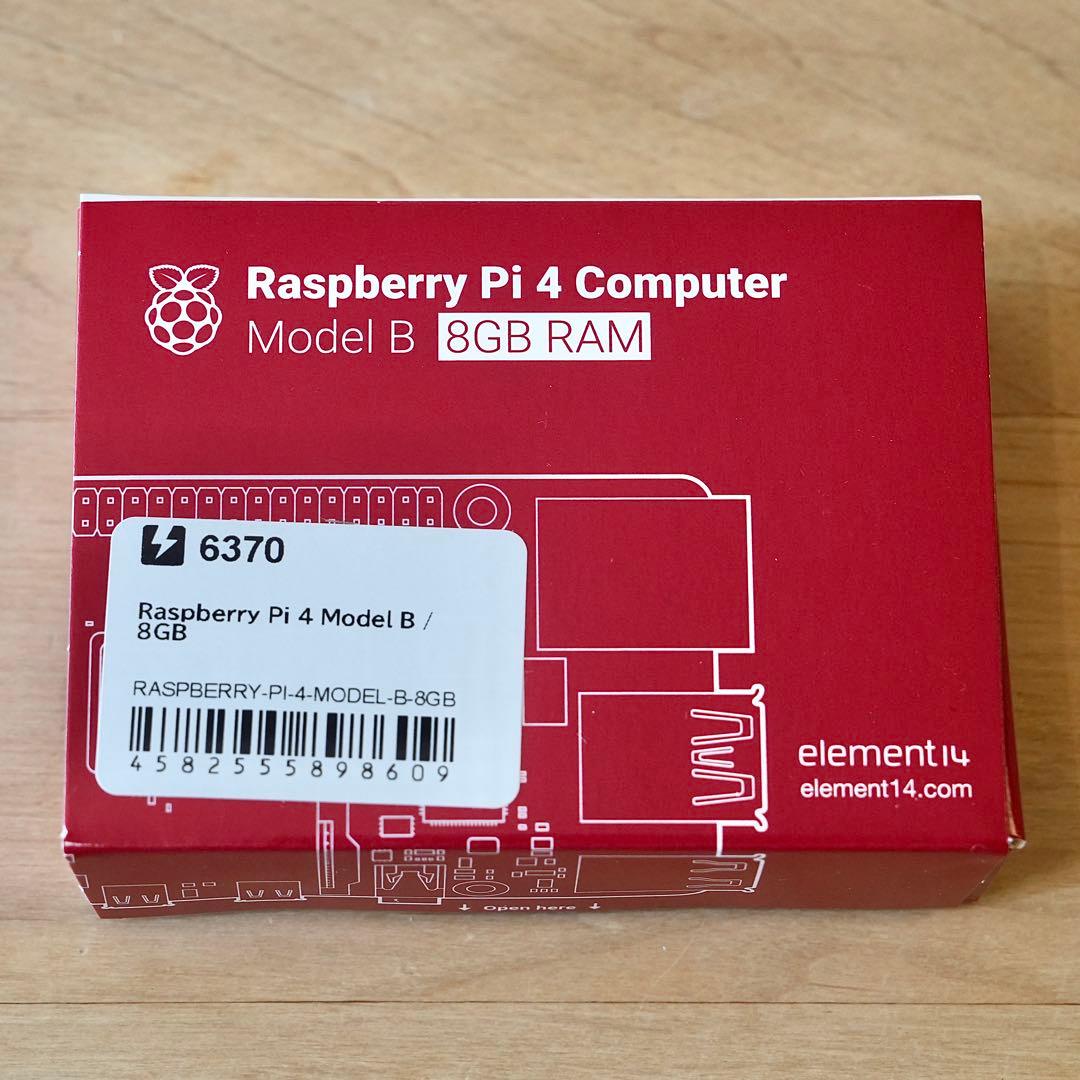 Raspberry Pi 4 Computer
Model B 8GB RAM
6370
Raspberry Pi 4 Model B /
8GB
RASPBERRY-PI-4-MODEL-B-8GB
4582555898609
element14
element14.com
↓ Open here ↓